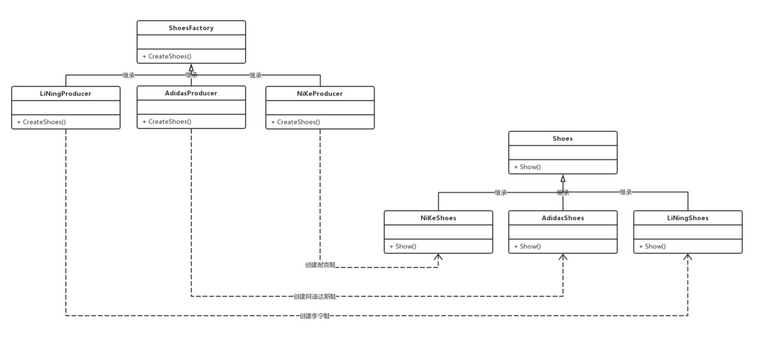 ShoesFactory
+ CreateShoes()
继承
继承
继承
LiNingProducer
+ CreateShoes()
AdidasProducer
+ CreateShoes()
NiKeProducer
+ CreateShoes()
Shoes
+ Show()
继承
继承
继承
NiKeShoes
+ Show()
AdidasShoes
+ Show()
LiNingShoes
+ Show()
创建耐克鞋
创建阿迪达斯鞋
创建李宁鞋